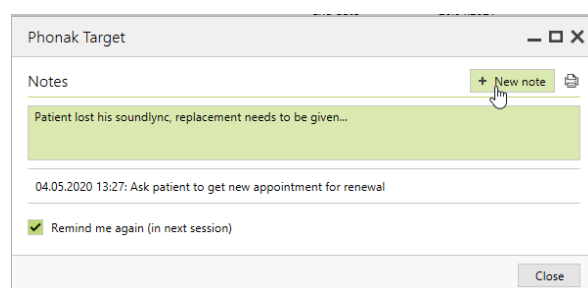 Phonak Target
Notes
+ New note
Patient lost his soundlync, replacement needs to be given...
04.05.2020 13:27: Ask patient to get new appointment for renewal
Remind me again (in next session)
Close